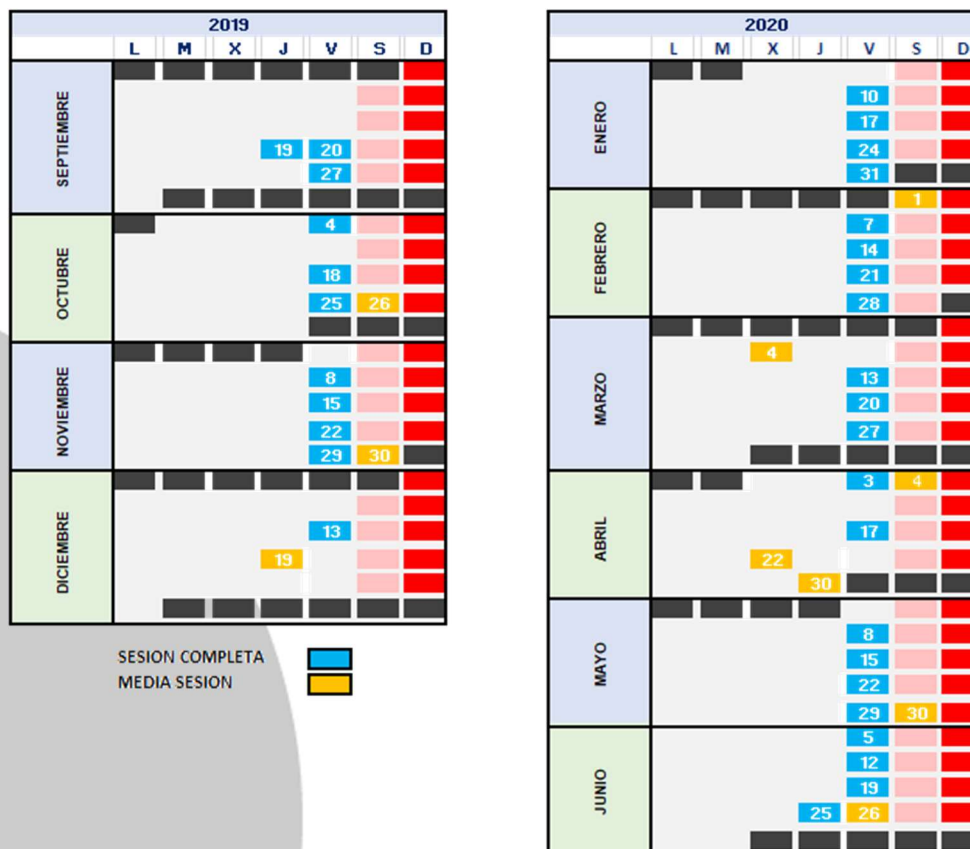 2019
L M X J V S D
SEPTIEMBRE
19 20
27
OCTUBRE
4
18
25 26
NOVIEMBRE
8
15
22
29 30
DICIEMBRE
13
19
SESION COMPLETA
MEDIA SESION
2020
L M X J V S D
ENERO
10
17
24
31
FEBRERO
1
7
14
21
28
MARZO
4
13
20
27
ABRIL
3 4
17
22
30
MAYO
8
15
22
29 30
JUNIO
5
12
19
25 26